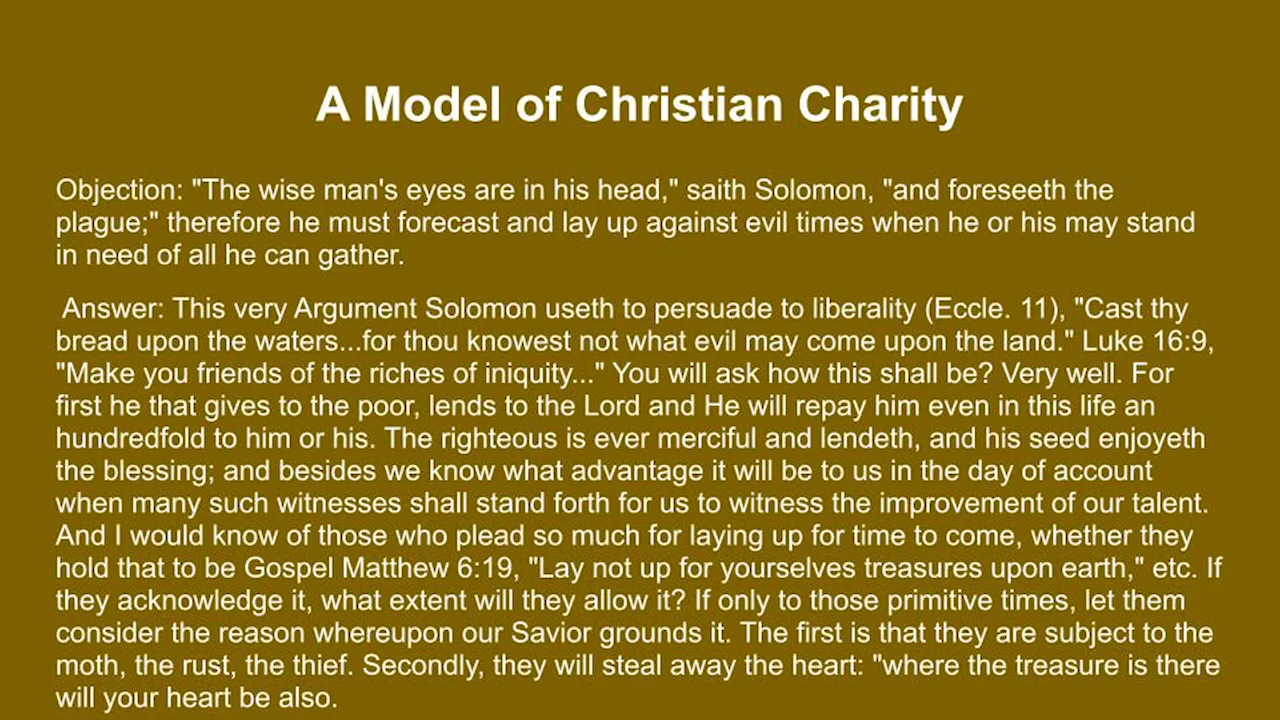 A Model of Christian Charity
Objection: "The wise man's eyes are in his head," saith Solomon, "and foreseeth the
plague;" therefore he must forecast and lay up against evil times when he or his may stand
in need of all he can gather.
Answer: This very Argument Solomon useth to persuade to liberality (Eccle. 11), "Cast thy
bread upon the waters...for thou knowest not what evil may come upon the land." Luke 16:9,
"Make you friends of the riches of iniquity..." You will ask how this shall be? Very well. For
first he that gives to the poor, lends to the Lord and He will repay him even in this life an
hundredfold to him or his. The righteous is ever merciful and lendeth, and his seed enjoyeth
the blessing; and besides we know what advantage it will be to us in the day of account
when many such witnesses shall stand forth for us to witness the improvement of our talent.
And I would know of those who plead so much for laying up for time to come, whether they
hold that to be Gospel Matthew 6:19, "Lay not up for yourselves treasures upon earth," etc. If
they acknowledge it, what extent will they allow it? If only to those primitive times, let them
consider the reason whereupon our Savior grounds it. The first is that they are subject to the
moth, the rust, the thief. Secondly, they will steal away the heart: "where the treasure is there
will your heart be also.